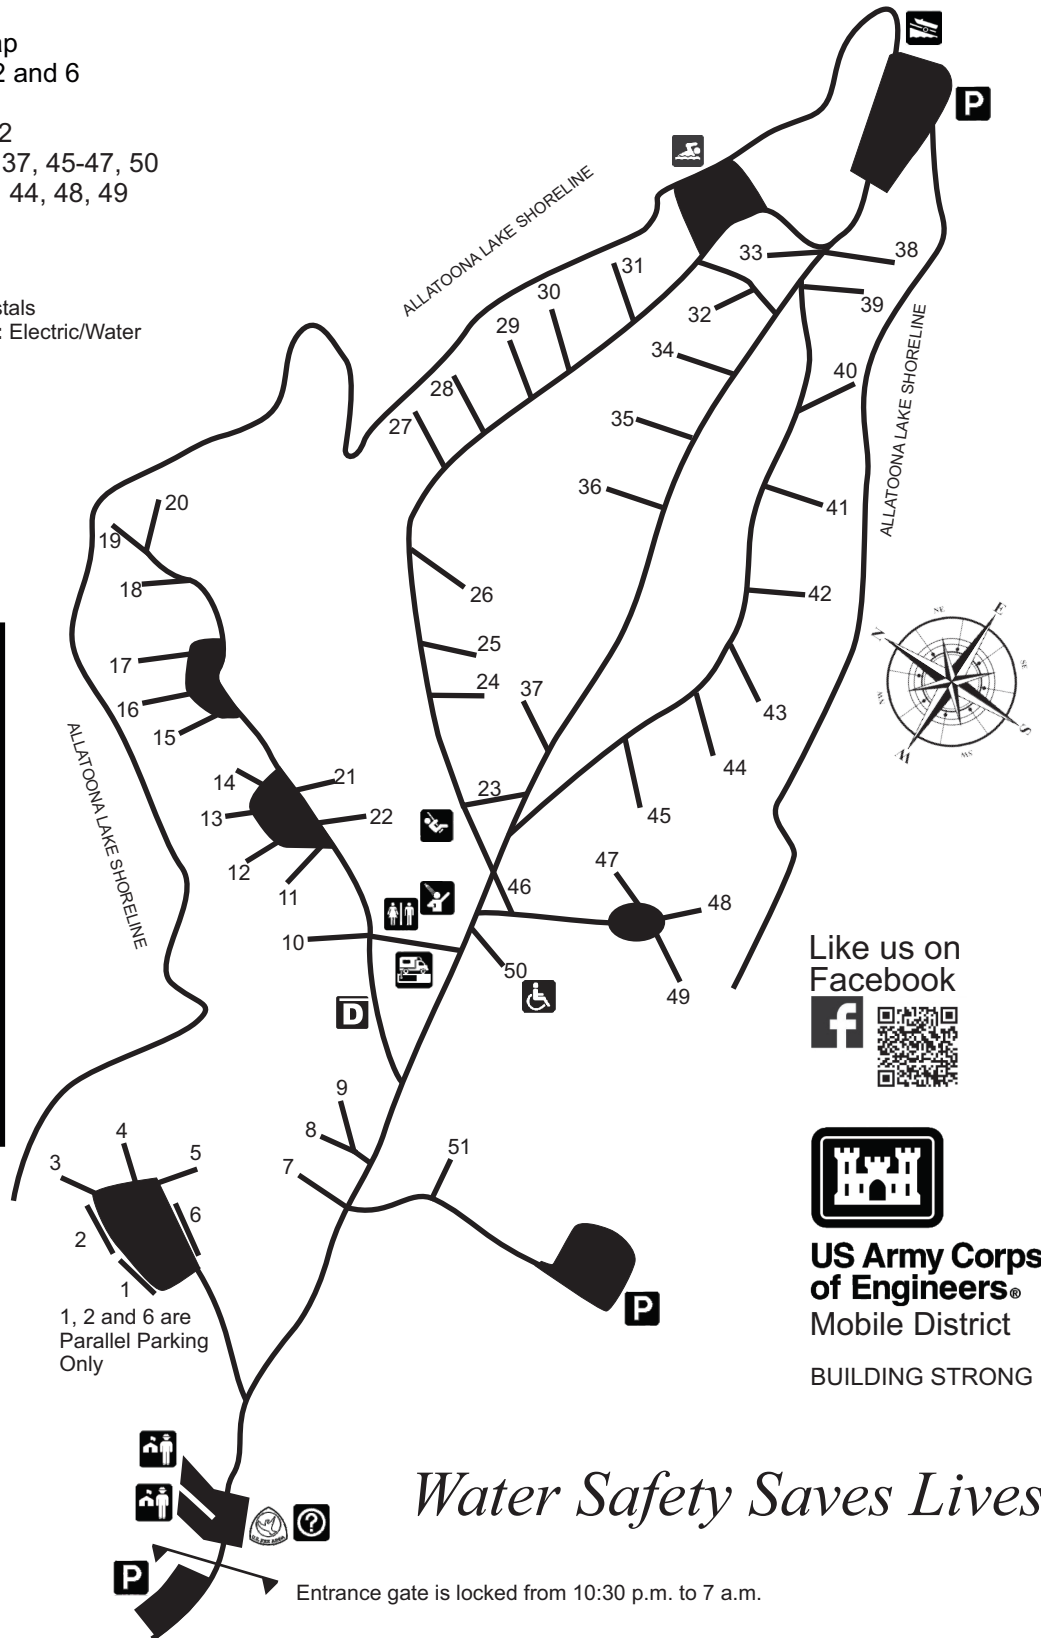 ap
2 and 6
2
37, 45-47, 50
44, 48, 49
stals
: Electric/Water
P
ALLATOONA LAKE SHORELINE
33
38
31
30
32
39
29
34
28
40
27
35
ALLATOONA LAKE SHORELINE
36
41
20
19
18
26
42
17
25
24
37
16
15
43
ALLATOONA LAKE SHORELINE
14
21
44
13
22
23
45
12
11
47
46
48
10
50
49
D
NE
E
SE
S
SW
W
NW
N
Like us on
Facebook
f
9
8
7
51
4
3
5
6
2
1
1, 2 and 6 are
Parallel Parking
Only
P
US Army Corps
of Engineers®
Mobile District
BUILDING STRONG
Water Safety Saves Lives
?
P
Entrance gate is locked from 10:30 p.m. to 7 a.m.